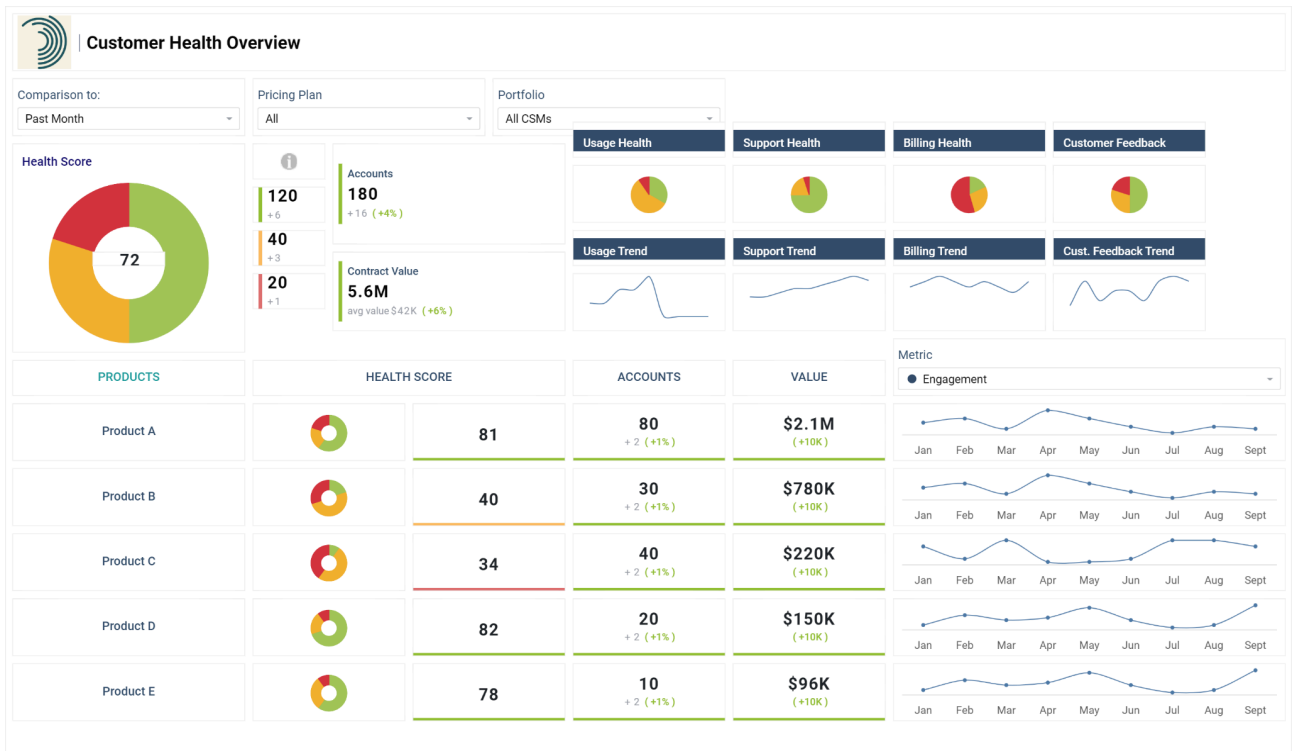 Customer Health Overview
Comparison to:
Past Month
Pricing Plan
All
Portfolio
All CSMs
Health Score
72
120
+6
40
+3
20
+1
Accounts
180
+16 (+4%)
Contract Value
5.6M
avg value $42K (+6%)
Usage Health
Support Health
Billing Health
Customer Feedback
Usage Trend
Support Trend
Billing Trend
Cust. Feedback Trend
Metric
Engagement
PRODUCTS HEALTH SCORE ACCOUNTS VALUE
Product A
81
80
+ 2 (+1%)
$2.1M
(+10K)
Jan Feb Mar Apr May Jun Jul Aug Sept
Product B
40
30
+ 2 (+1%)
$780K
(+10K)
Jan Feb Mar Apr May Jun Jul Aug Sept
Product C
34
40
+ 2 (+1%)
$220K
(+10K)
Jan Feb Mar Apr May Jun Jul Aug Sept
Product D
82
20
+ 2 (+1%)
$150K
(+10K)
Jan Feb Mar Apr May Jun Jul Aug Sept
Product E
78
10
+ 2 (+1%)
$96K
(+10K)
Jan Feb Mar Apr May Jun Jul Aug Sept